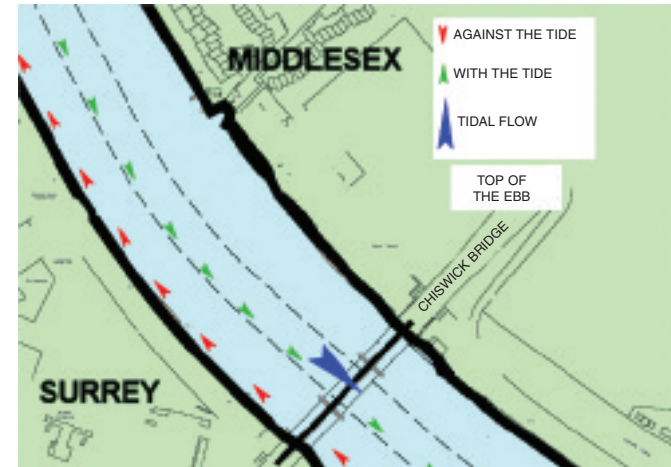 MIDDLESEX
AGAINST THE TIDE
WITH THE TIDE
TIDAL FLOW
TOP OF
THE EBB
CHISWICK BRIDGE
SURREY